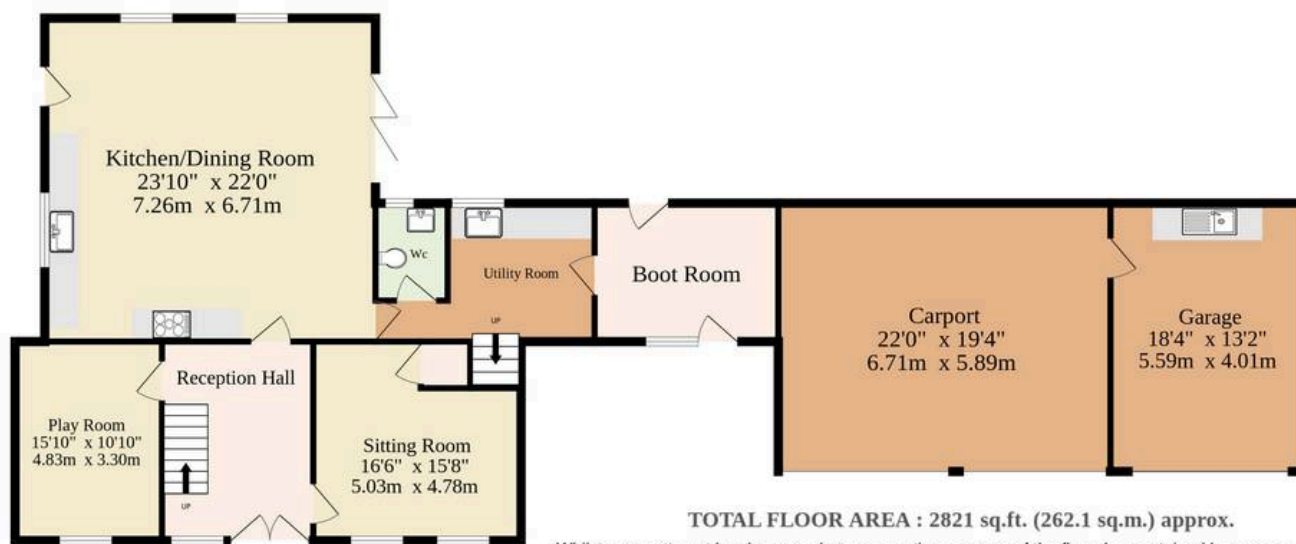 Kitchen/Dining Room
23'10" x 22'0"
7.26m x 6.71m
Wc
Utility Room
UP
Boot Room
Carport
22'0" x 19'4"
6.71m x 5.89m
Garage
18'4" x 13'2"
5.59m x 4.01m
Reception Hall
UP
Play Room
15'10" x 10'10"
4.83m x 3.30m
Sitting Room
16'6" x 15'8"
5.03m x 4.78m
TOTAL FLOOR AREA : 2821 sq.ft. (262.1 sq.m.) approx.